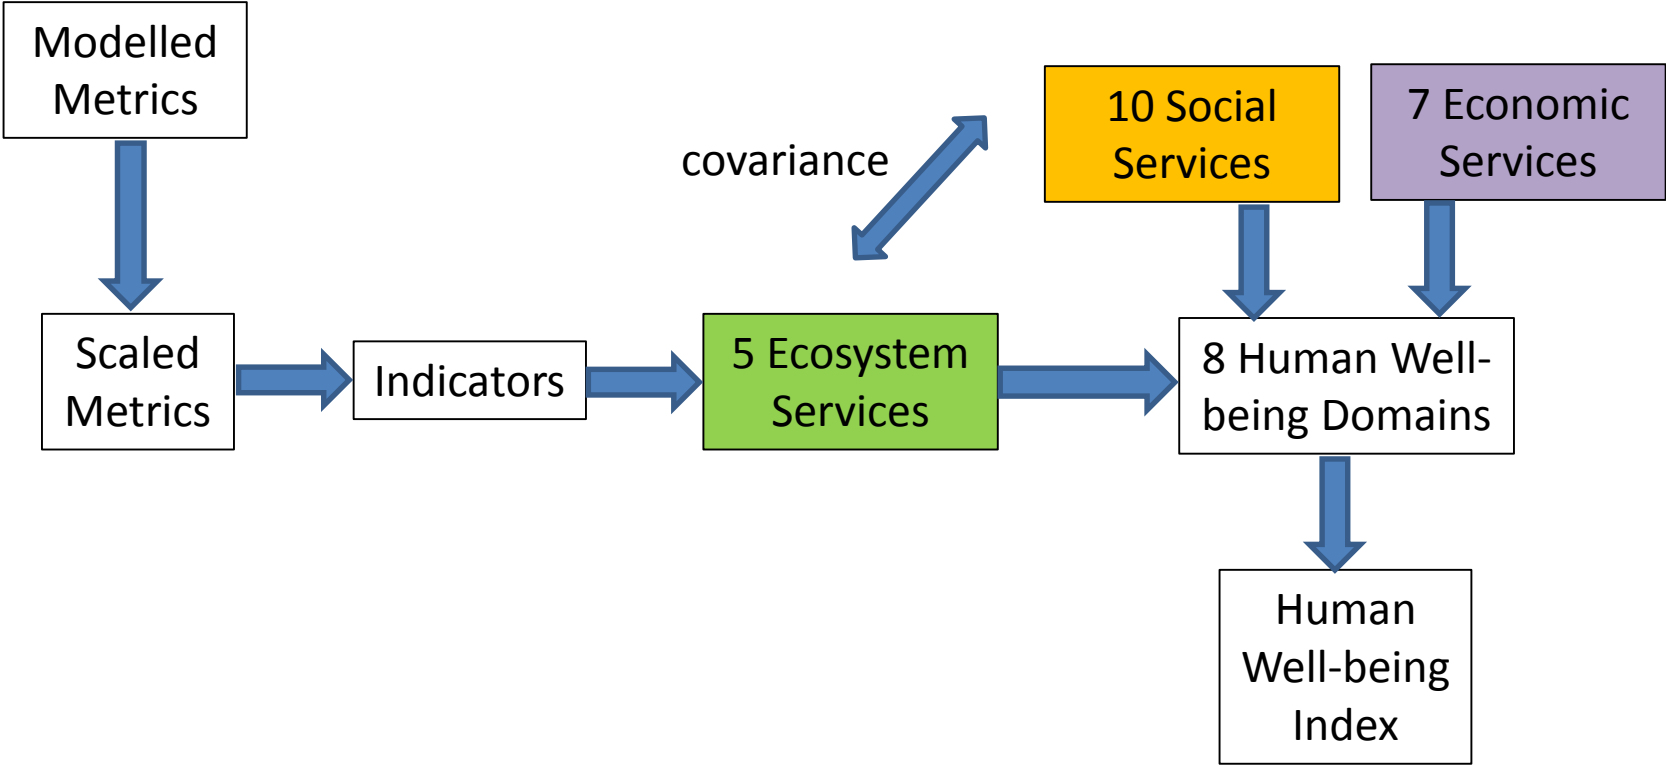 Modelled
Metrics
10 Social
Services
7 Economic
Services
covariance
Scaled
Metrics
Indicators
5 Ecosystem
Services
8 Human Well-
being Domains
Human
Well-being
Index